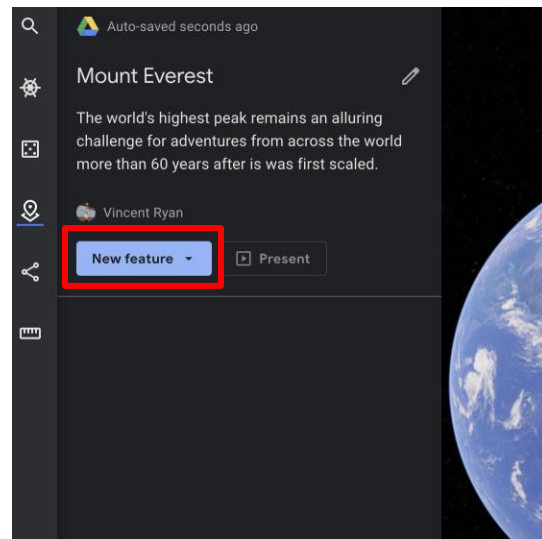 Auto-saved seconds ago
Mount Everest
The world's highest peak remains an alluring
challenge for adventures from across the world
more than 60 years after is was first scaled.
Vincent Ryan
New feature
Present